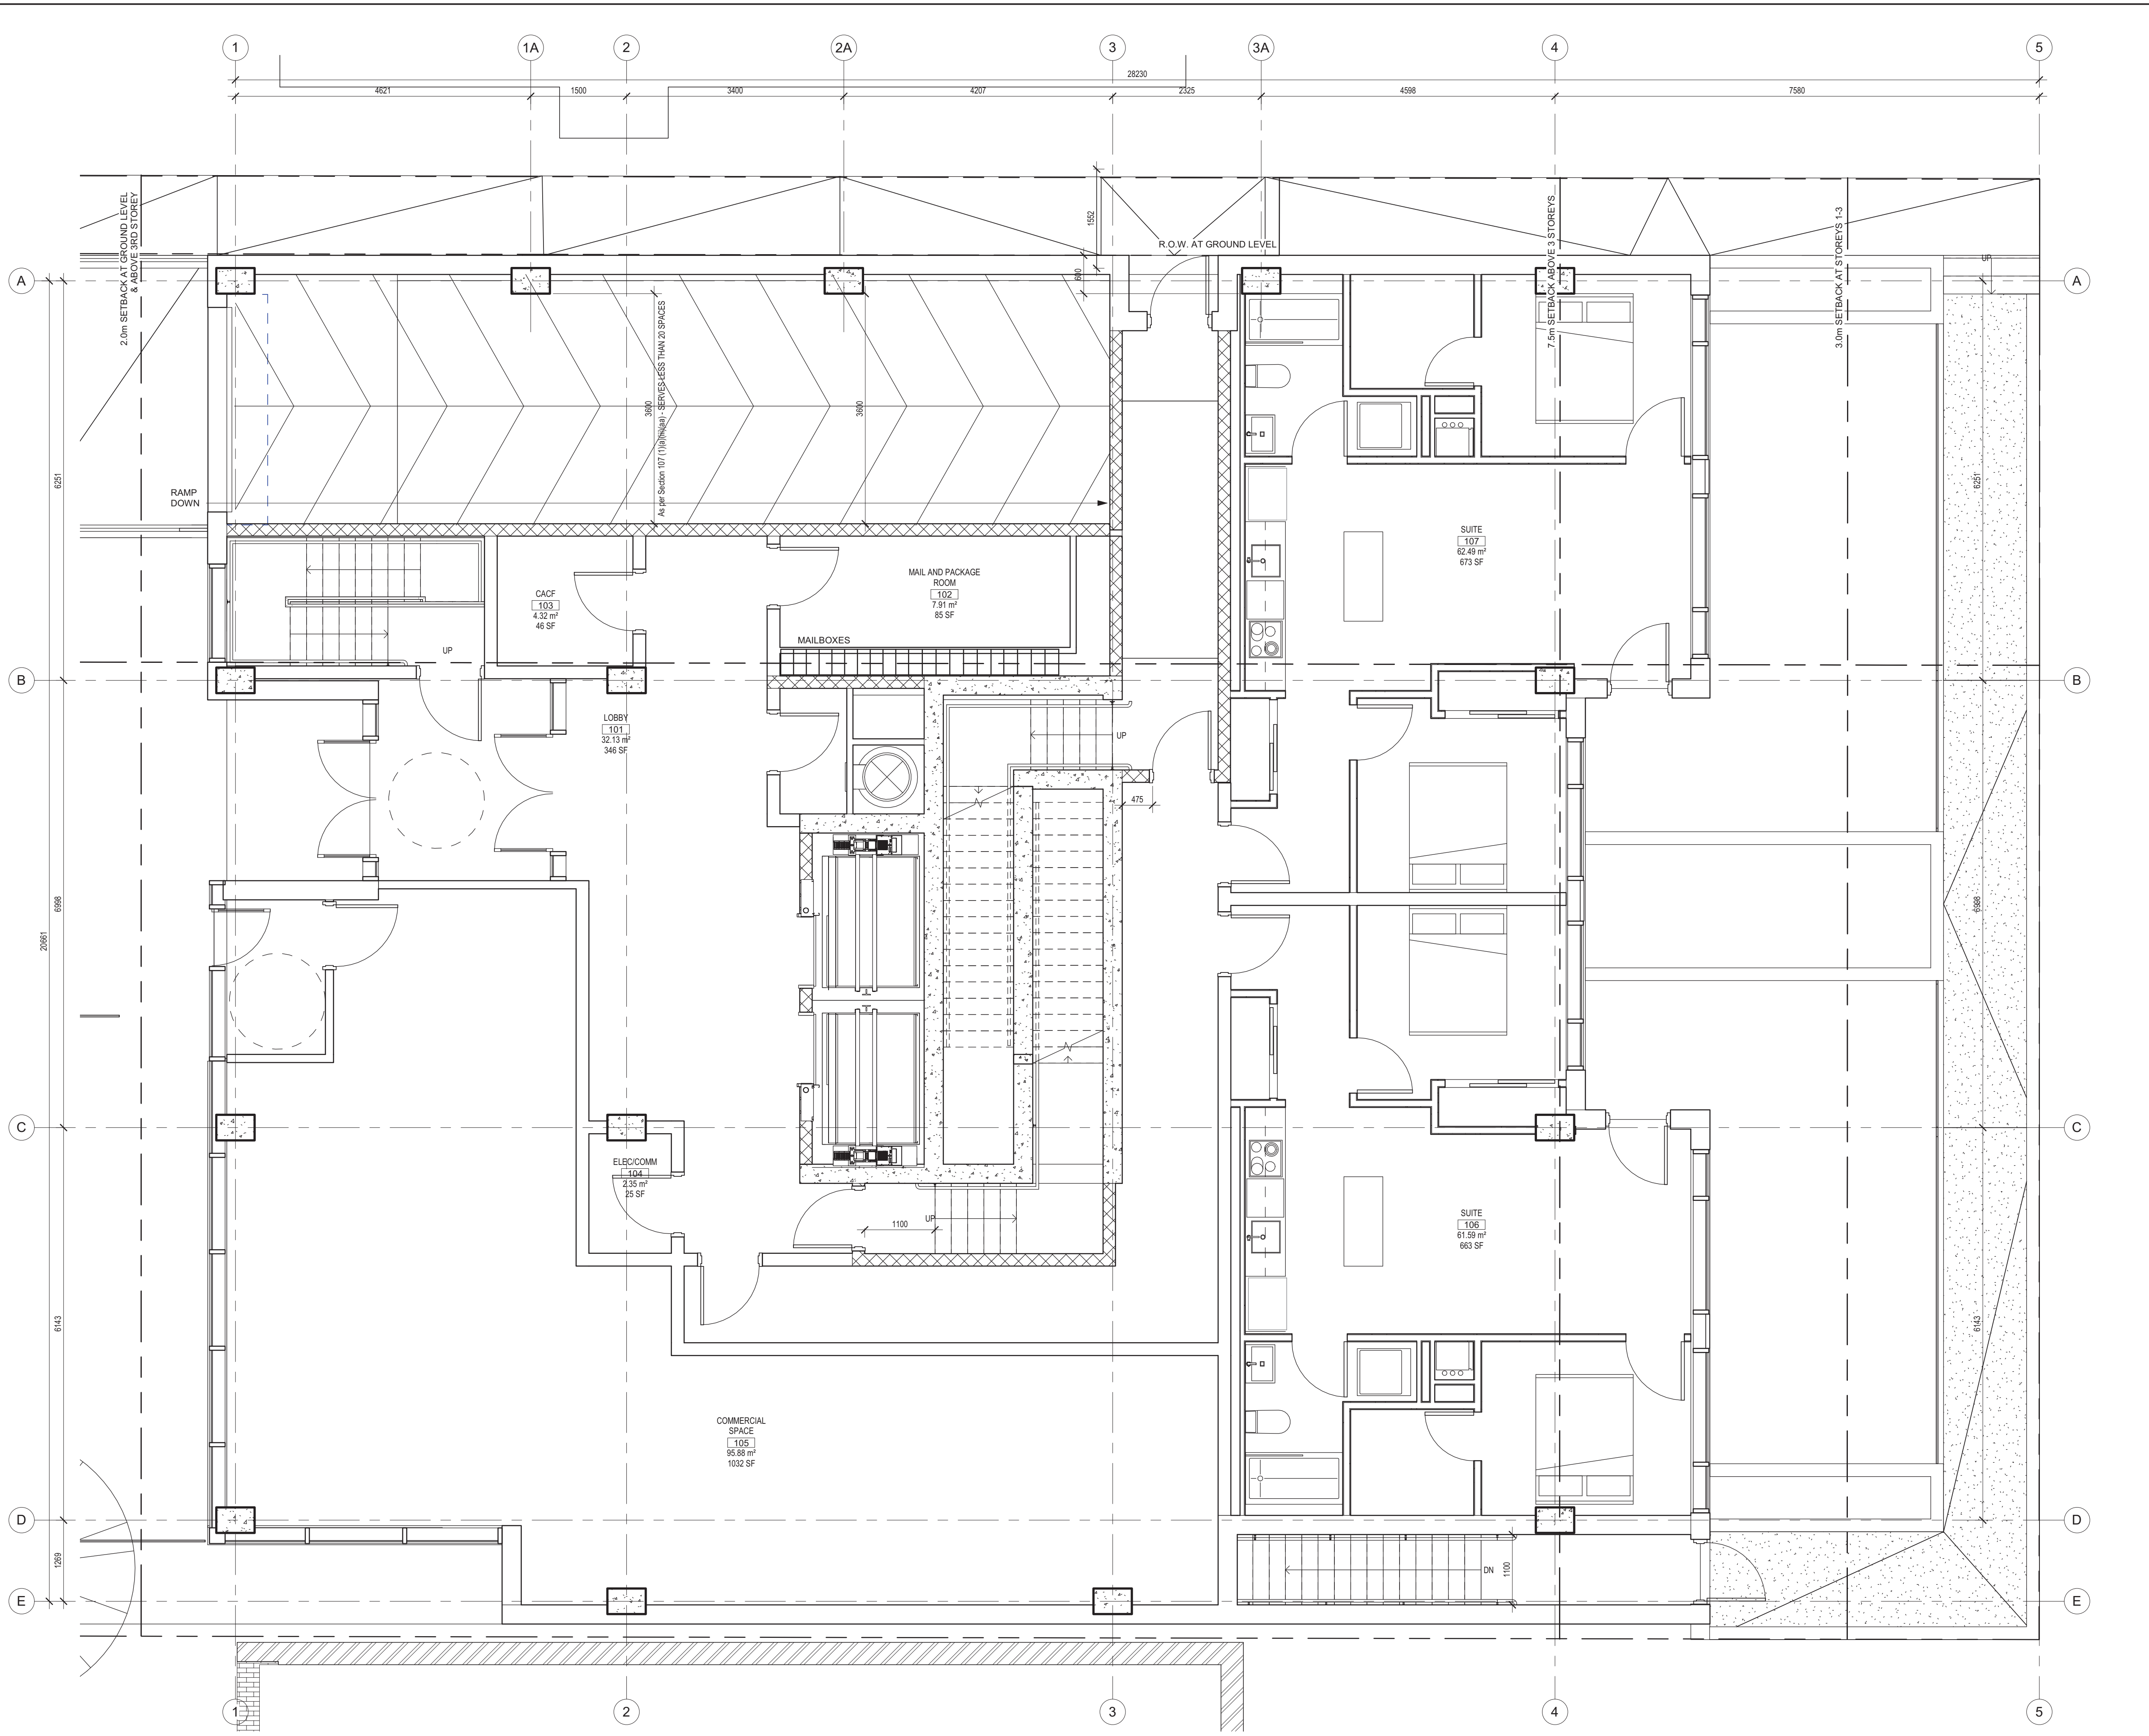 1
1A
2
2A
3
3A
4
5
28230
4621
1500
3400
4207
2325
4598
7580
2.0m SETBACK AT GROUND LEVEL
& ABOVE 3RD STOREY
1552
600
R.O.W. AT GROUND LEVEL
7.5m SETBACK ABOVE 3 STOREYS
3.0m SETBACK AT STOREYS 1-3
UP
A
A
3600
As per Section 107 (1)(a)(iii)(aa) - SERVES LESS THAN 20 SPACES
3600
6251
6251
RAMP
DOWN
SUITE
107
62.49 m²
673 SF
MAIL AND PACKAGE
ROOM
102
7.91 m²
85 SF
CACF
103
4.32 m²
46 SF
MAILBOXES
UP
B
B
LOBBY
101
32.13 m²
346 SF
UP
475
6998
6998
20661
C
C
ELEC/COMM
104
2.35 m²
25 SF
UP
1100
SUITE
106
61.59 m²
663 SF
6143
6143
COMMERCIAL
SPACE
105
95.88 m²
1032 SF
D
D
1269
DN
1100
E
E
1
2
3
4
5